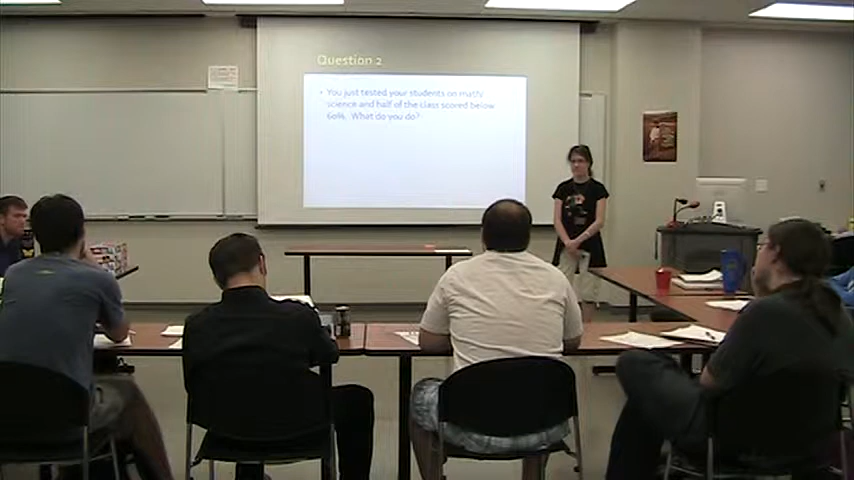 Question 2
• You just tested your students on math/
science and half of the class scored below
60%. What do you do?